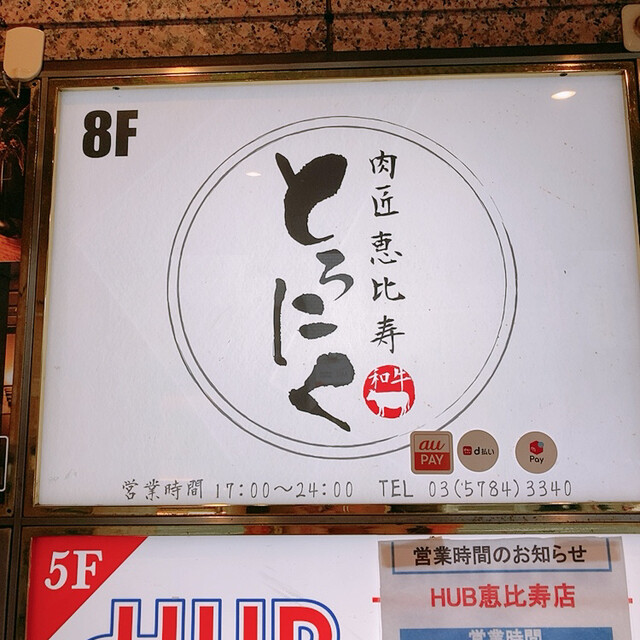 8F
肉匠恵比寿
とろにく
和牛
au
PAY
d払い
Pay
営業時間 17:00～24:00 TEL 03(5784)3340
5F
HUB
営業時間のお知らせ
HUB恵比寿店
営業時間